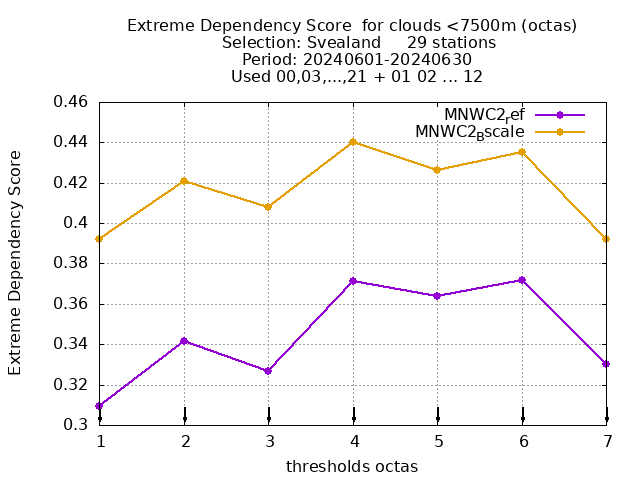 Extreme Dependency Score  for clouds <7500m (octas)
Selection: Svealand     29 stations
Period: 20240601-20240630
Used 00,03,...,21 + 01 02 ... 12
MNWC2ref
MNWC2Bscale
Extreme Dependency Score
0.46
0.44
0.42
0.4
0.38
0.36
0.34
0.32
0.3
1 2 3 4 5 6 7
thresholds octas